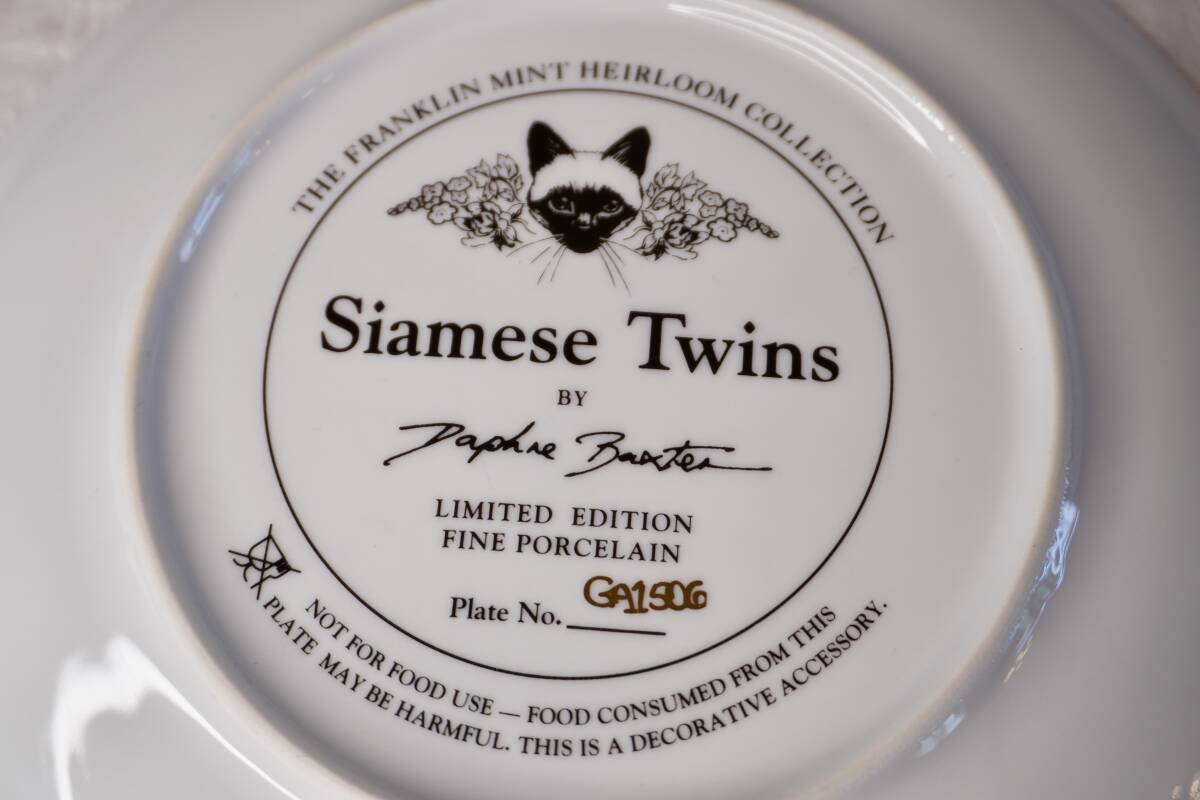 THE FRANKLIN MINT HEIRLOOM COLLECTION
Siamese Twins
BY
Daphne Baxter
LIMITED EDITION
FINE PORCELAIN
Plate No. GA1506
NOT FOR FOOD USE — FOOD CONSUMED FROM THIS
PLATE MAY BE HARMFUL. THIS IS A DECORATIVE ACCESSORY.